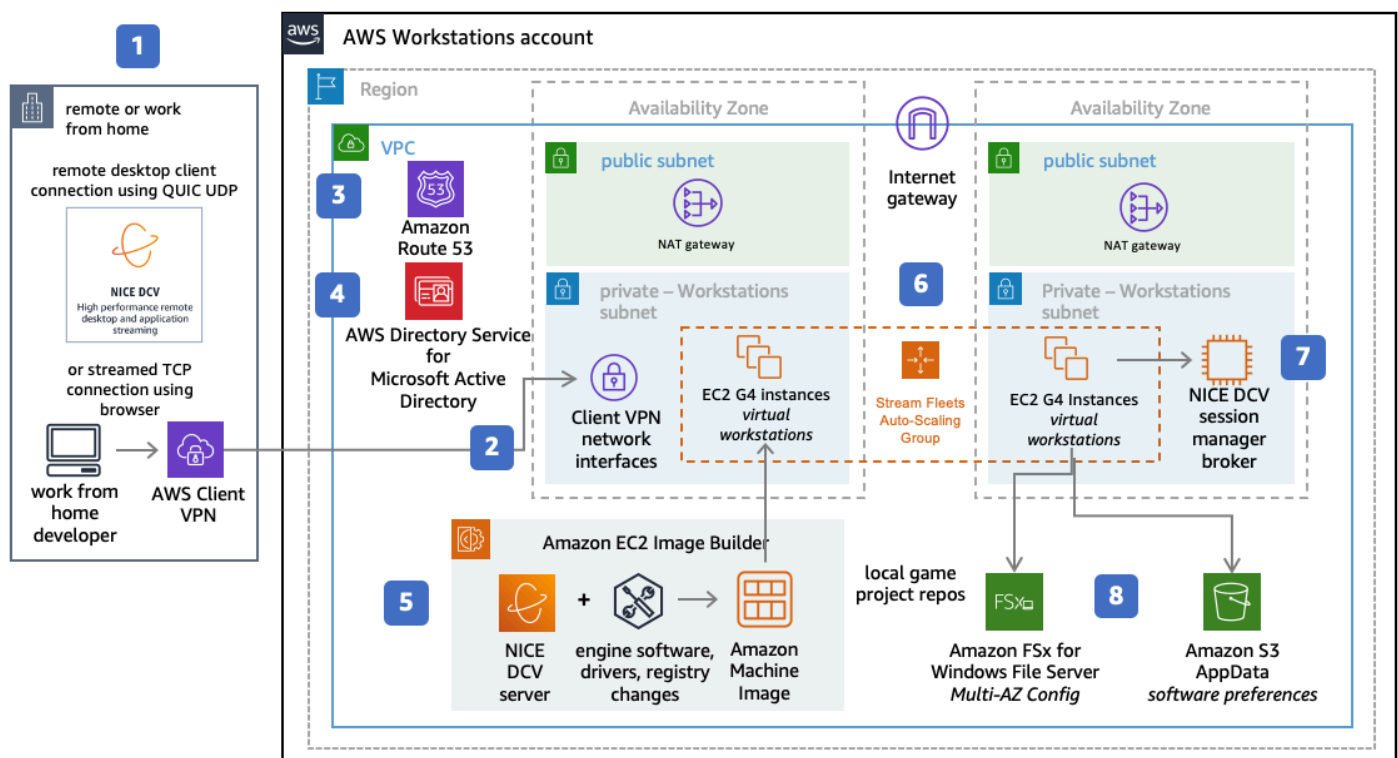 1
remote or work
from home
remote desktop client
connection using QUIC UDP
NICE DCV
High performance remote
desktop and application
streaming
or streamed TCP
connection using
browser
work from
home
developer
AWS Client
VPN
aws
AWS Workstations account
Region
VPC
3
53
Amazon
Route 53
4
AWS Directory Service
for
Microsoft Active
Directory
2
Availability Zone
public subnet
NAT gateway
private – Workstations
subnet
Client VPN
network
interfaces
EC2 G4 instances
virtual
workstations
Internet
gateway
6
Stream Fleets
Auto-Scaling
Group
Availability Zone
public subnet
NAT gateway
Private – Workstations
subnet
EC2 G4 Instances
virtual
workstations
7
NICE DCV
session
manager
broker
5
Amazon EC2 Image Builder
NICE
DCV
server
+
engine software,
drivers, registry
changes
Amazon
Machine
Image
local game
project repos
FSx
8
Amazon FSx for
Windows File Server
Multi-AZ Config
Amazon S3
AppData
software preferences